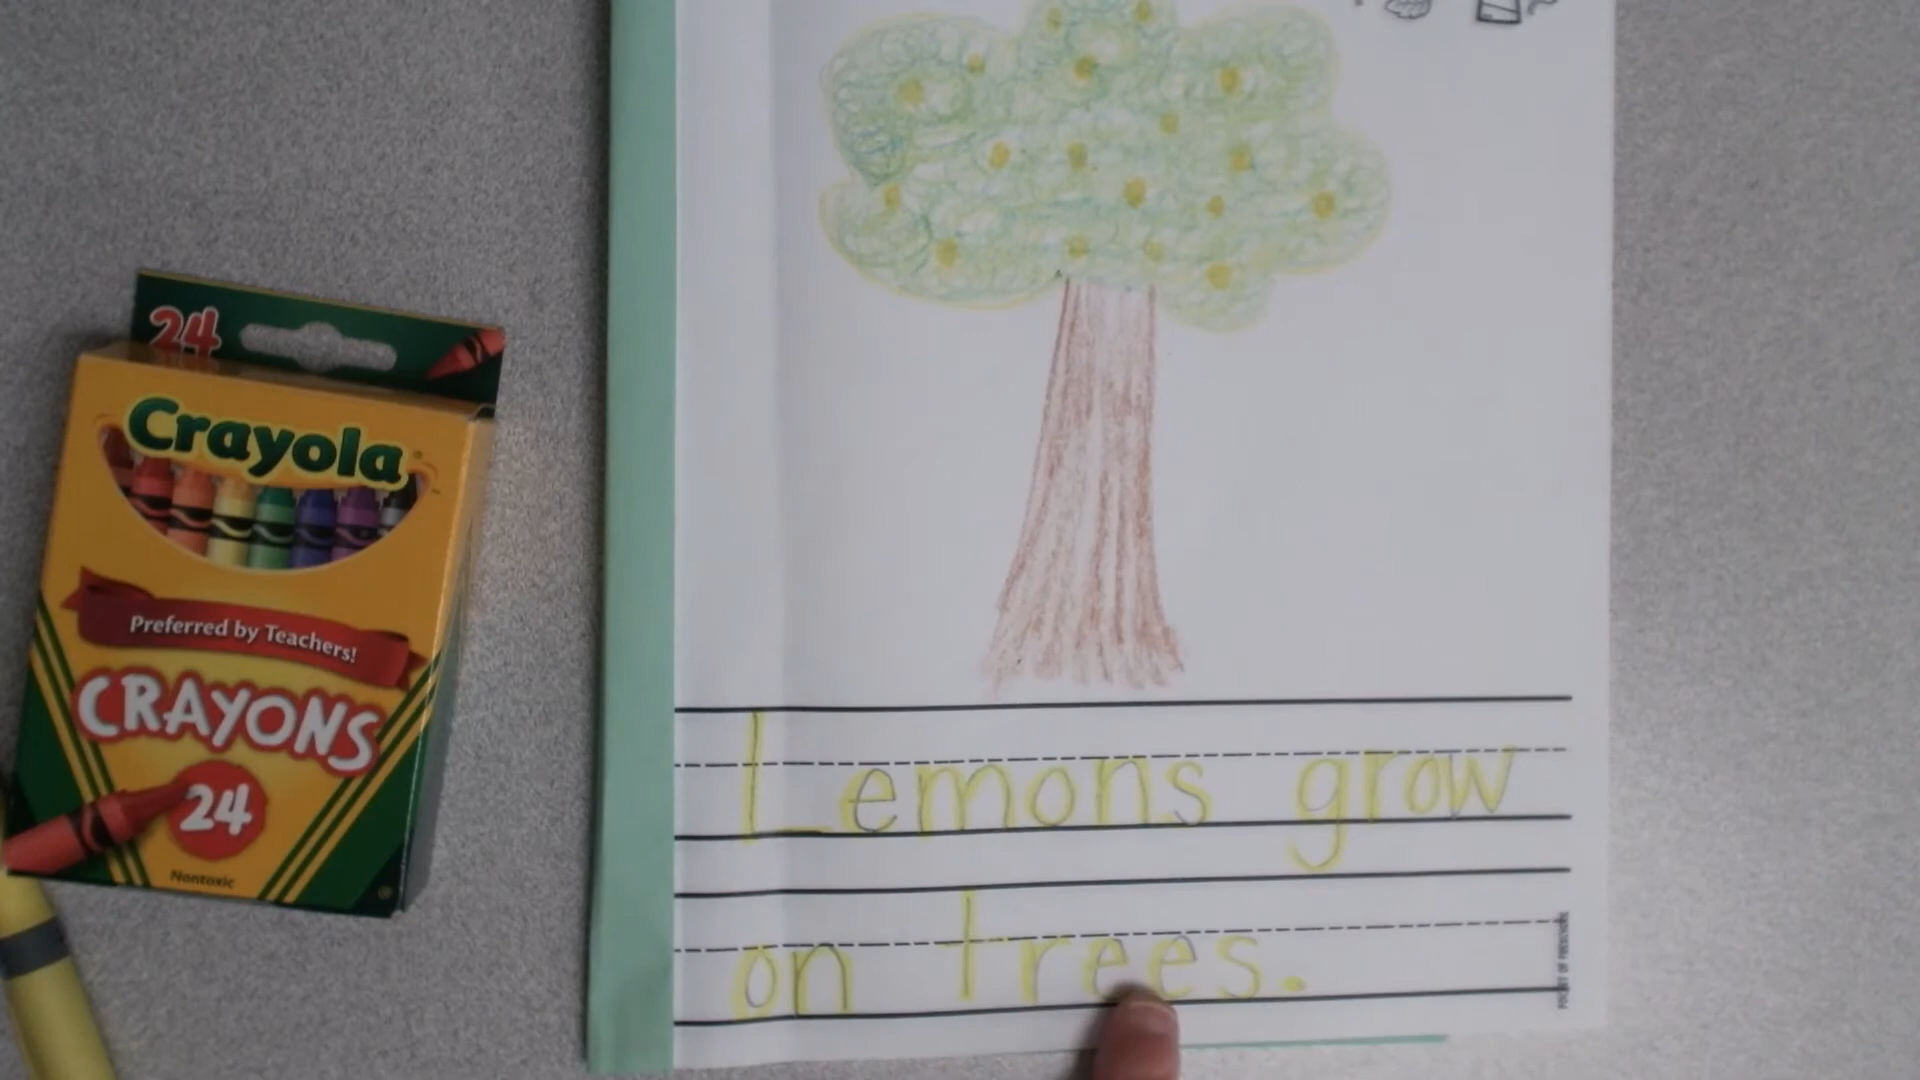 24
Crayola
Preferred by Teachers!
CRAYONS
24
Nontoxic
Lemons grow
on trees.